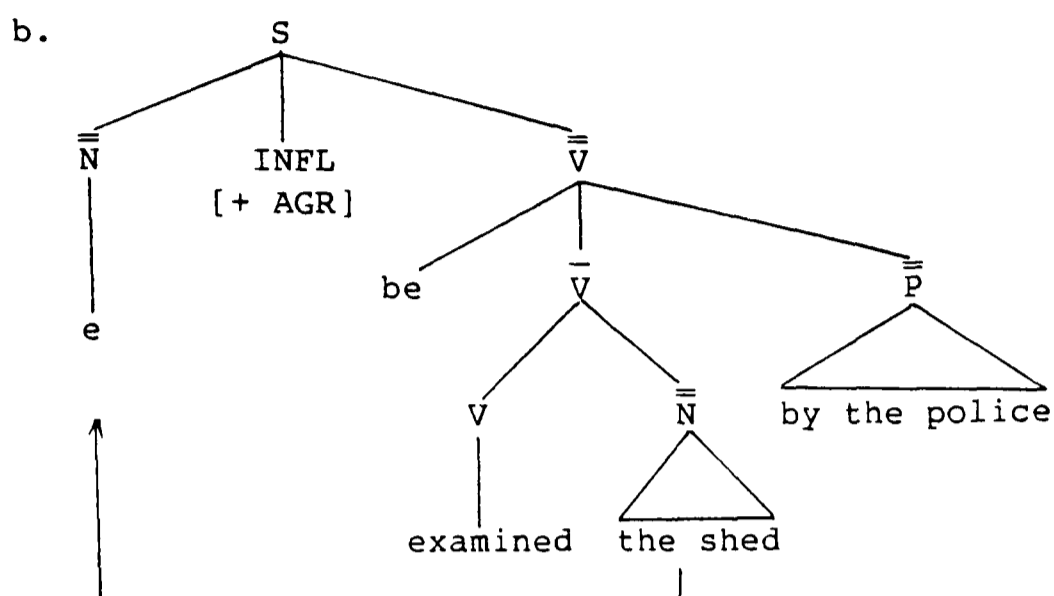 b. S
N̿ INFL V̿
[+ AGR]
be V̅ P̿
e
V N̿ by the police
examined the shed